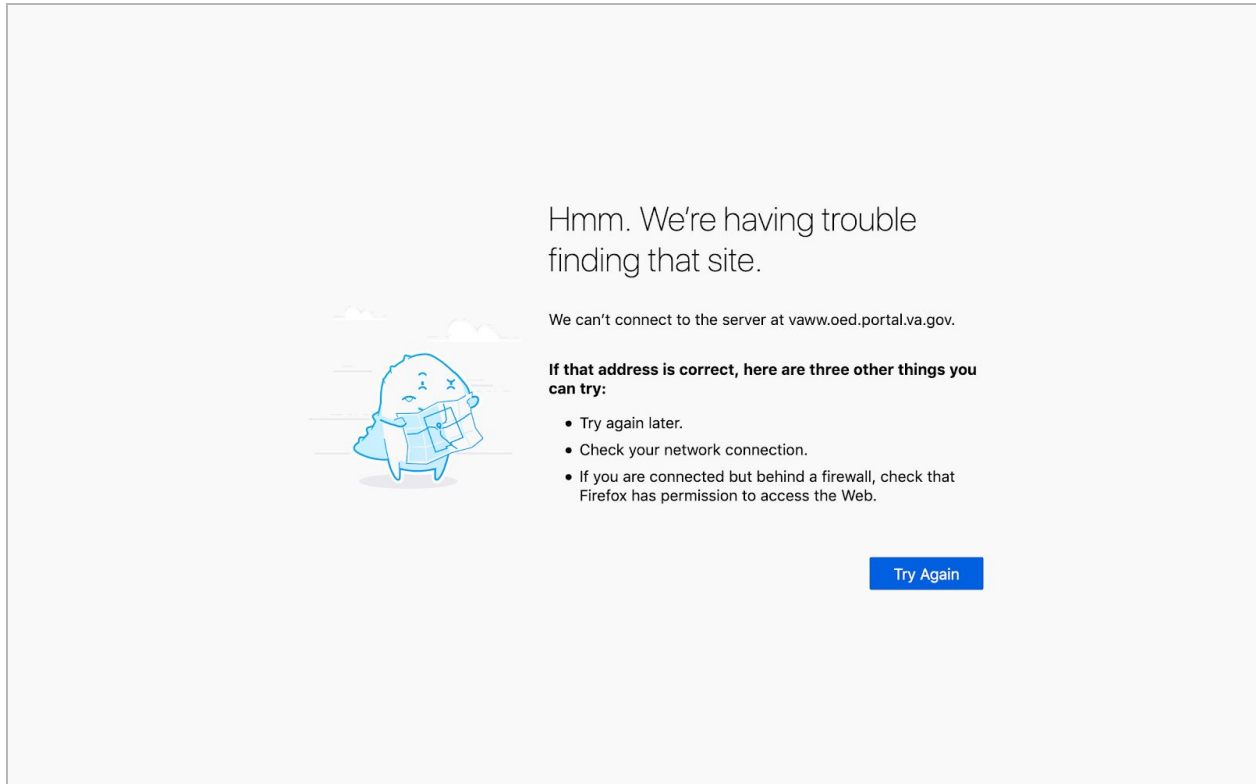 Hmm. We’re having trouble
finding that site.
We can’t connect to the server at vaww.oed.portal.va.gov.
If that address is correct, here are three other things you
can try:
• Try again later.
• Check your network connection.
• If you are connected but behind a firewall, check that
Firefox has permission to access the Web.
Try Again